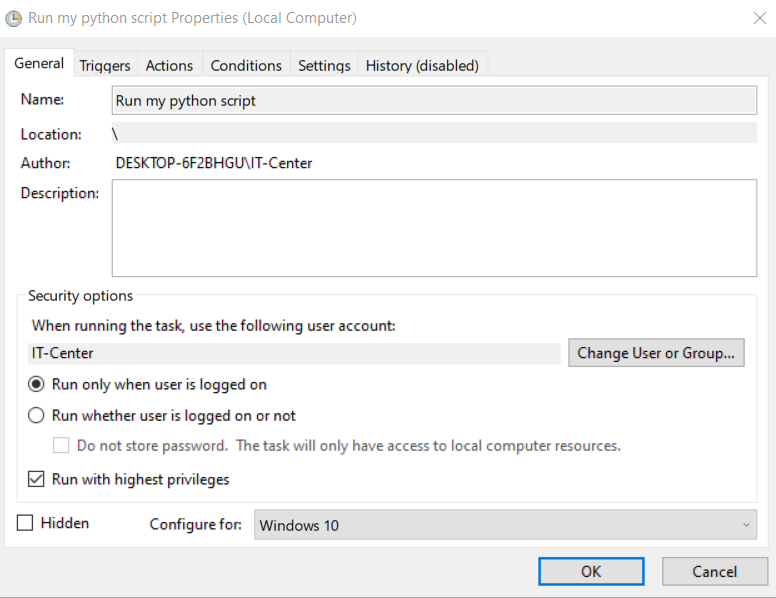 Run my python script Properties (Local Computer)
General Triggers Actions Conditions Settings History (disabled)
Name: Run my python script
Location: \
Author: DESKTOP-6F2BHGU\IT-Center
Description:
Security options
When running the task, use the following user account:
IT-Center Change User or Group...
Run only when user is logged on
Run whether user is logged on or not
Do not store password. The task will only have access to local computer resources.
Run with highest privileges
Hidden Configure for: Windows 10
OK Cancel